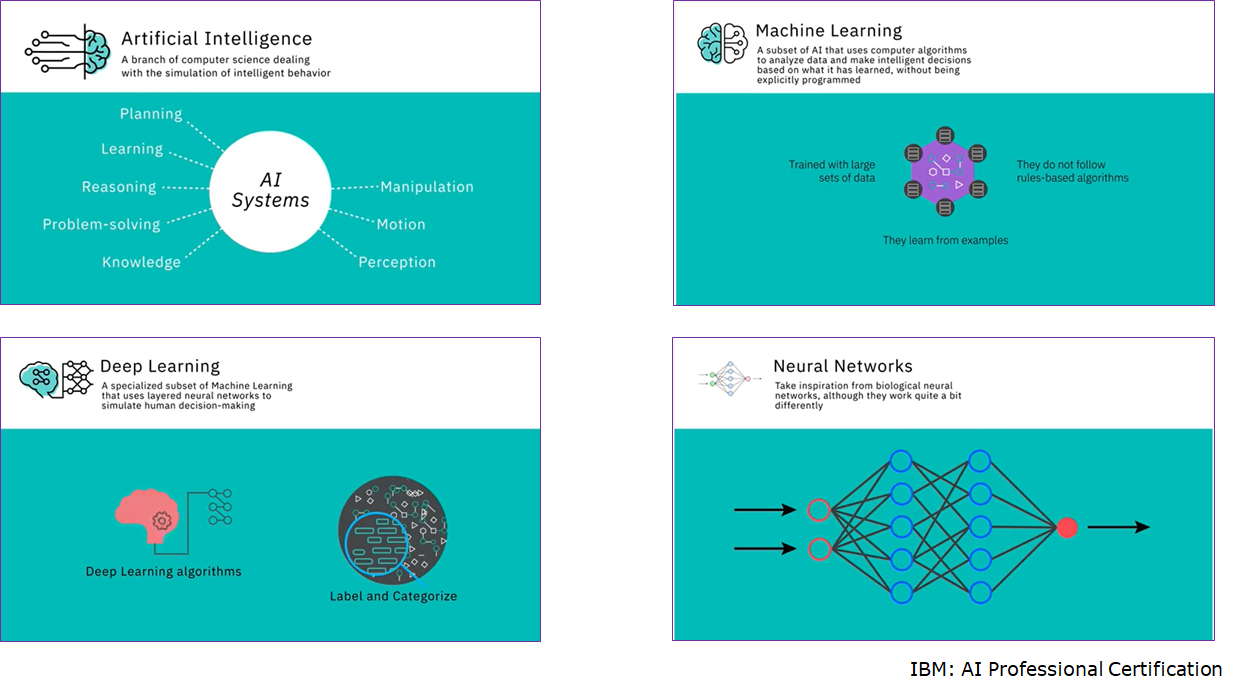 Artificial Intelligence
A branch of computer science dealing
with the simulation of intelligent behavior
Planning
Learning
Reasoning
Problem-solving
Knowledge
AI
Systems
Manipulation
Motion
Perception
Machine Learning
A subset of AI that uses computer algorithms
to analyze data and make intelligent decisions
based on what it has learned, without being
explicitly programmed
Trained with large
sets of data
They do not follow
rules-based algorithms
They learn from examples
Deep Learning
A specialized subset of Machine Learning
that uses layered neural networks to
simulate human decision-making
Deep Learning algorithms
Label and Categorize
Neural Networks
Take inspiration from biological neural
networks, although they work quite a bit
differently
IBM: AI Professional Certification